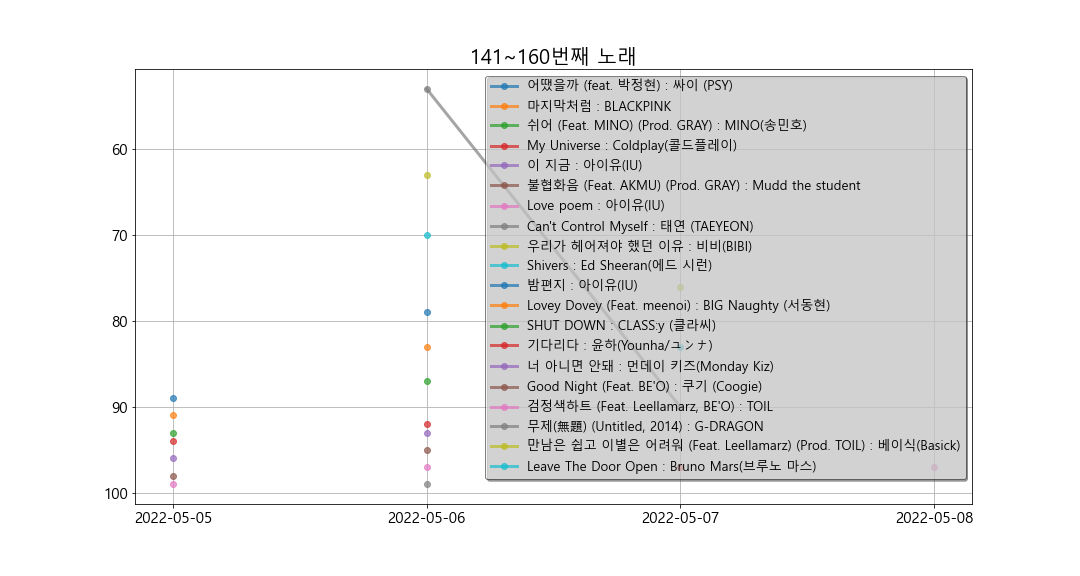 141~160번째 노래
어땠을까 (feat. 박정현) : 싸이 (PSY)
마지막처럼 : BLACKPINK
쉬어 (Feat. MINO) (Prod. GRAY) : MINO(송민호)
My Universe : Coldplay(콜드플레이)
이 지금 : 아이유(IU)
불협화음 (Feat. AKMU) (Prod. GRAY) : Mudd the student
Love poem : 아이유(IU)
Can't Control Myself : 태연 (TAEYEON)
우리가 헤어져야 했던 이유 : 비비(BIBI)
Shivers : Ed Sheeran(에드 시런)
밤편지 : 아이유(IU)
Lovey Dovey (Feat. meenoi) : BIG Naughty (서동현)
SHUT DOWN : CLASS:y (클라씨)
기다리다 : 윤하(Younha/ユンナ)
너 아니면 안돼 : 먼데이 키즈(Monday Kiz)
Good Night (Feat. BE'O) : 쿠기 (Coogie)
검정색하트 (Feat. Leellamarz, BE'O) : TOIL
무제(無題) (Untitled, 2014) : G-DRAGON
만남은 쉽고 이별은 어려워 (Feat. Leellamarz) (Prod. TOIL) : 베이식(Basick)
Leave The Door Open : Bruno Mars(브루노 마스)
60
70
80
90
100
2022-05-05
2022-05-06
2022-05-07
2022-05-08